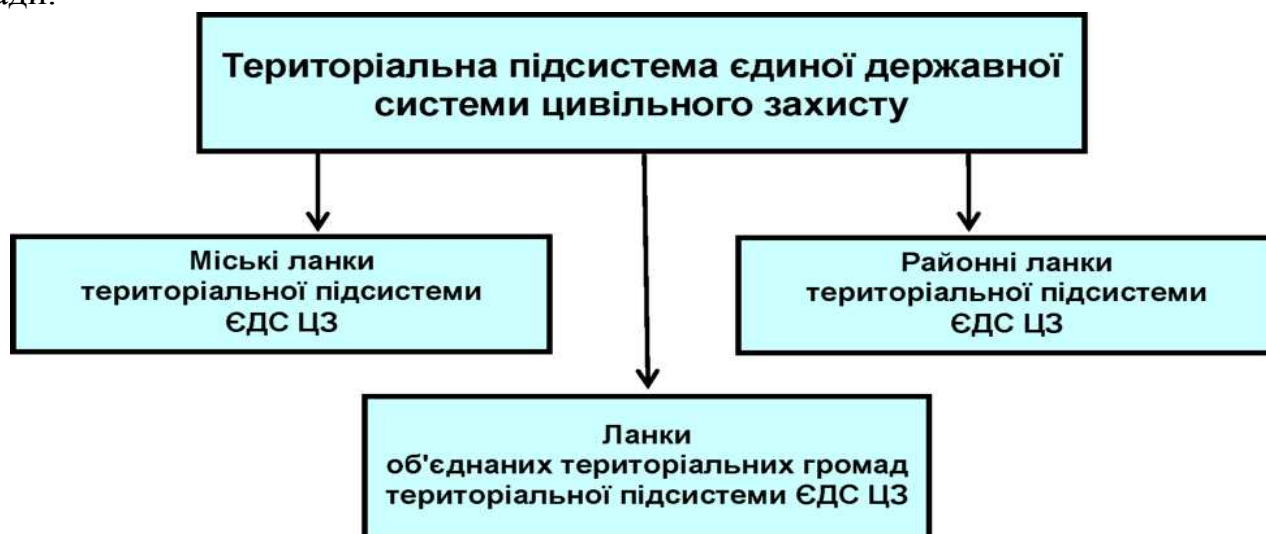 Територіальна підсистема єдиної державної
системи цивільного захисту
Міські ланки
територіальної підсистеми
ЄДС ЦЗ
Районні ланки
територіальної підсистеми
ЄДС ЦЗ
Ланки
об'єднаних територіальних громад
територіальної підсистеми ЄДС ЦЗ